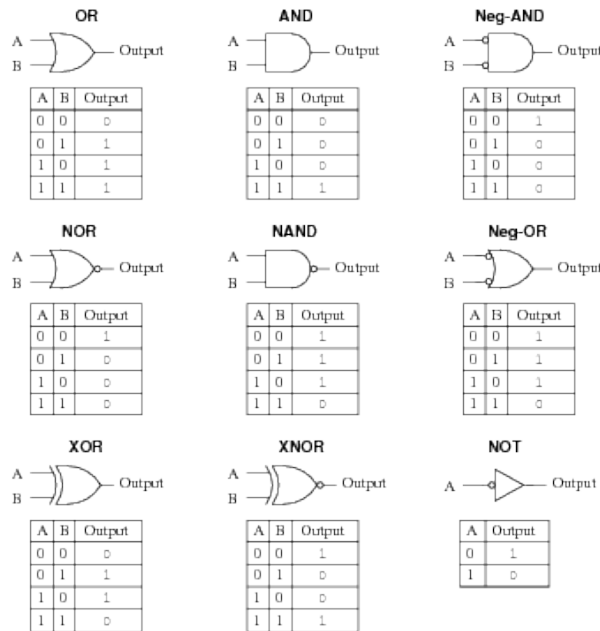 OR
A
B
Output
A B Output
0 0 0
0 1 1
1 0 1
1 1 1
AND
A
B
Output
A B Output
0 0 0
0 1 0
1 0 0
1 1 1
Neg-AND
A
B
Output
A B Output
0 0 1
0 1 0
1 0 0
1 1 0
NOR
A
B
Output
A B Output
0 0 1
0 1 0
1 0 0
1 1 0
NAND
A
B
Output
A B Output
0 0 1
0 1 1
1 0 1
1 1 0
Neg-OR
A
B
Output
A B Output
0 0 1
0 1 1
1 0 1
1 1 0
XOR
A
B
Output
A B Output
0 0 0
0 1 1
1 0 1
1 1 0
XNOR
A
B
Output
A B Output
0 0 1
0 1 0
1 0 0
1 1 1
NOT
A
Output
A Output
0 1
1 0